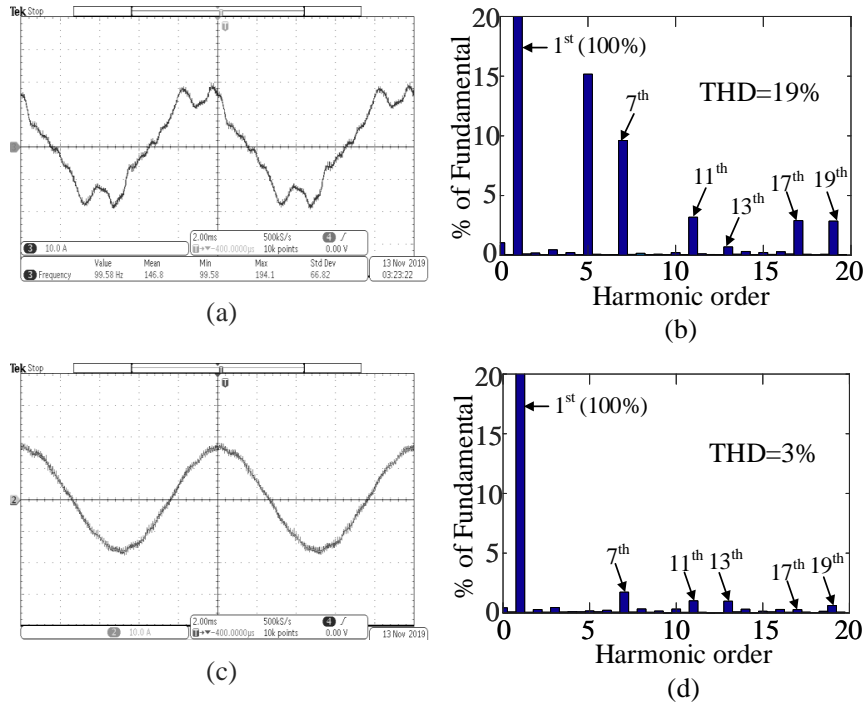 Tek Stop
T
10.0 A
2.00ms 500kS/s 4
T→▼−400.0000µs 10k points 0.00 V
Value Mean Min Max Std Dev
3 Frequency 99.58 Hz 146.8 99.58 194.1 66.82
13 Nov 2019
03:23:22
(a)
20
15
10
5
0
% of Fundamental
1st (100%)
THD=19%
7th
11th
13th
17th
19th
0 5 10 15 20
Harmonic order
(b)
Tek Stop
T
2
2 10.0 A
2.00ms 500kS/s 4
T→▼−400.0000µs 10k points 0.00 V
13 Nov 2019
(c)
20
15
10
5
0
% of Fundamental
1st (100%)
THD=3%
7th
11th
13th
17th
19th
0 5 10 15 20
Harmonic order
(d)